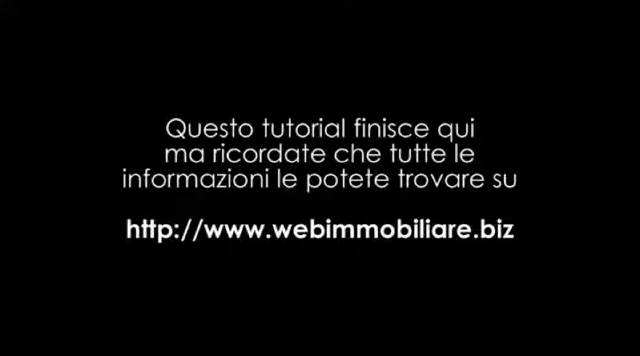 Questo tutorial finisce qui
ma ricordate che tutte le
informazioni le potete trovare su
http://www.webimmobiliare.biz